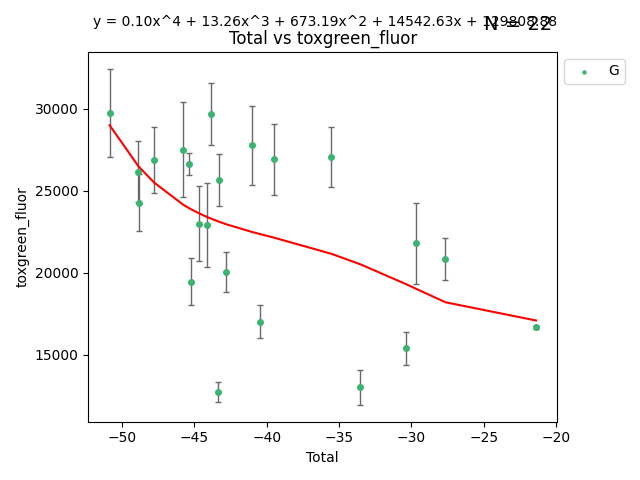 y = 0.10x^4 + 13.26x^3 + 673.19x^2 + 14542.63x + 129808.88
N = 22
Total vs toxgreen_fluor
G
30000
25000
20000
15000
toxgreen_fluor
−50 −45 −40 −35 −30 −25 −20
Total